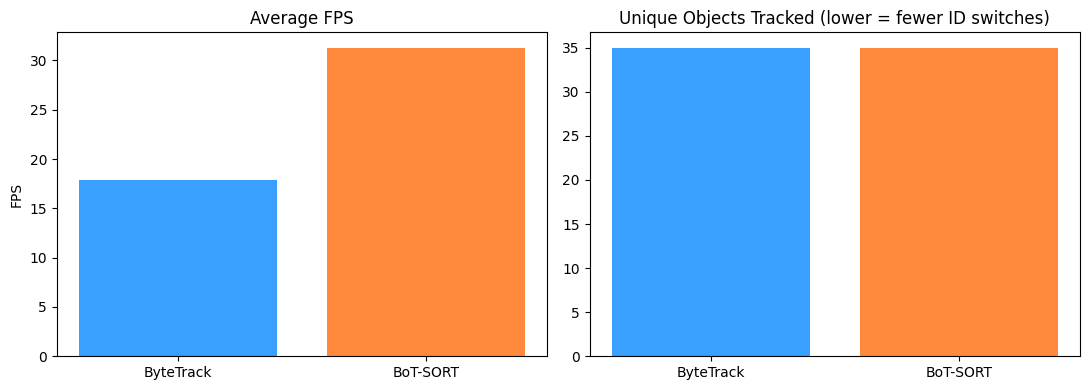 Average FPS
FPS
30
25
20
15
10
5
0
ByteTrack
BoT-SORT
Unique Objects Tracked (lower = fewer ID switches)
35
30
25
20
15
10
5
0
ByteTrack
BoT-SORT